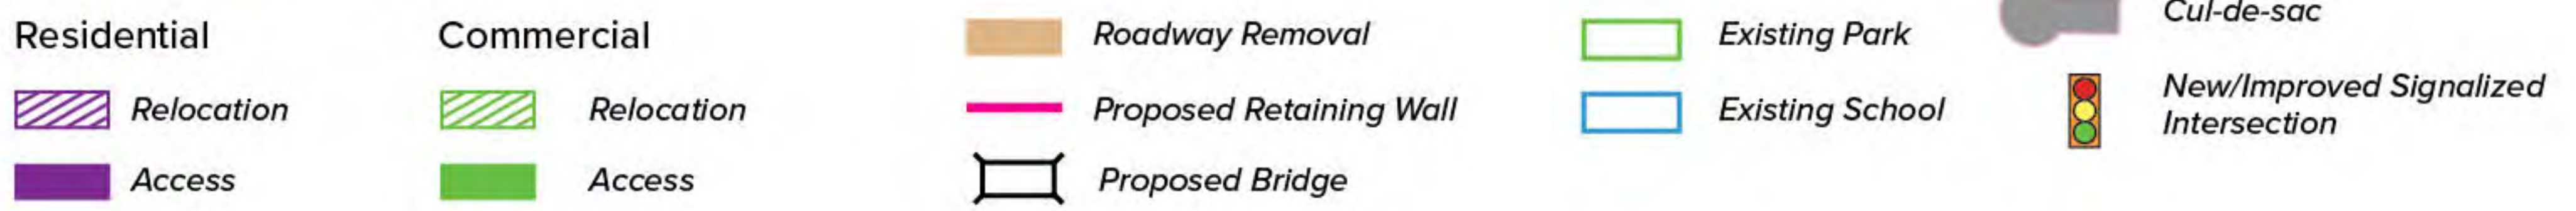 Residential
Relocation
Access
Commercial
Relocation
Access
Roadway Removal
Proposed Retaining Wall
Proposed Bridge
Existing Park
Existing School
Cul-de-sac
New/Improved Signalized
Intersection